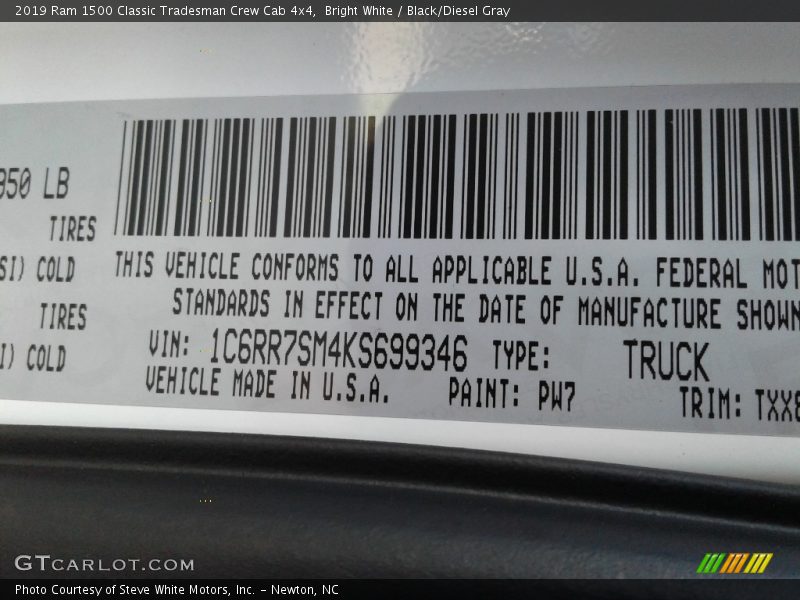 2019 Ram 1500 Classic Tradesman Crew Cab 4x4, Bright White / Black/Diesel Gray
950 LB
TIRES
SI) COLD
TIRES
I) COLD
THIS VEHICLE CONFORMS TO ALL APPLICABLE U.S.A. FEDERAL MOT
STANDARDS IN EFFECT ON THE DATE OF MANUFACTURE SHOWN
VIN: 1C6RR7SM4KS699346 TYPE: TRUCK
VEHICLE MADE IN U.S.A. PAINT: PW7 TRIM: TXX8
GTCARLOT.COM
Photo Courtesy of Steve White Motors, Inc. – Newton, NC